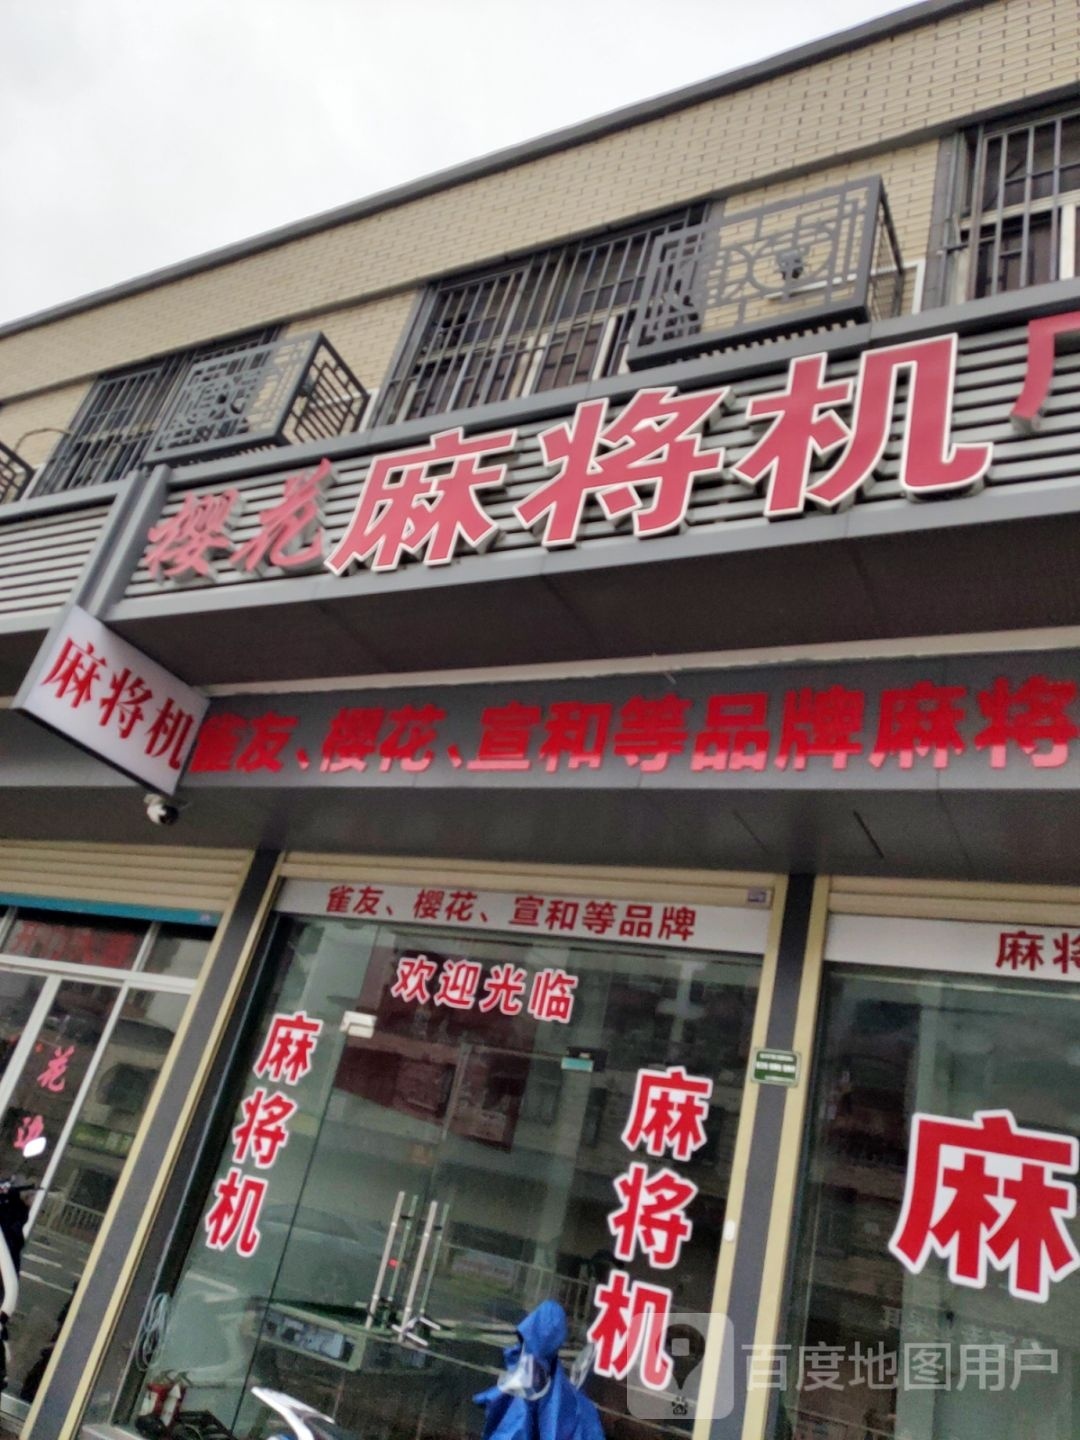 樱花麻将机厂
麻将机
雀友、樱花、宣和等品牌麻将
雀友、樱花、宣和等品牌
麻将
欢迎光临
麻将机
麻将机
麻
花
百度地图用户